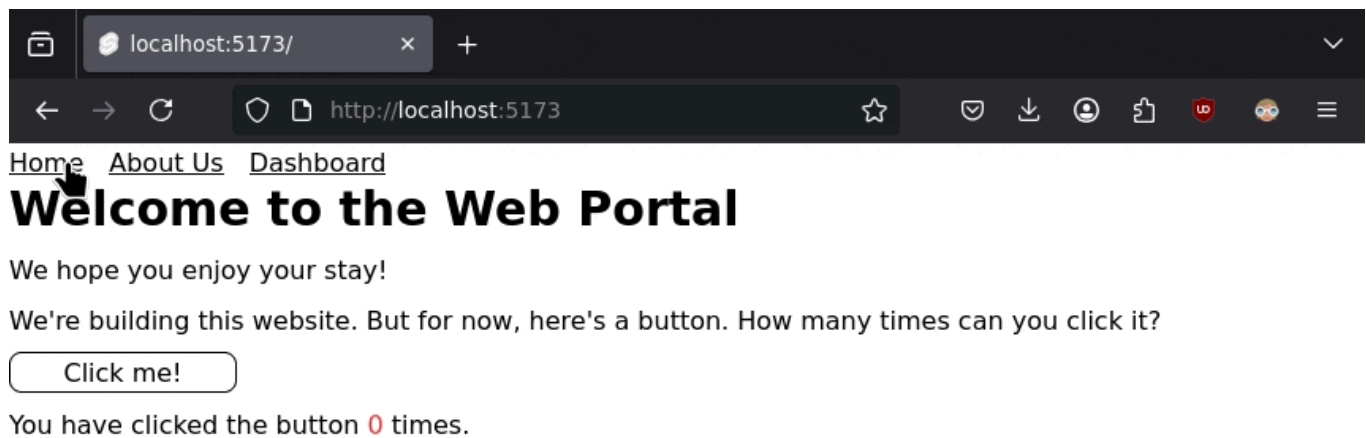 localhost:5173/
http://localhost:5173
UO
Home About Us Dashboard
Welcome to the Web Portal
We hope you enjoy your stay!
We're building this website. But for now, here's a button. How many times can you click it?
Click me!
You have clicked the button 0 times.